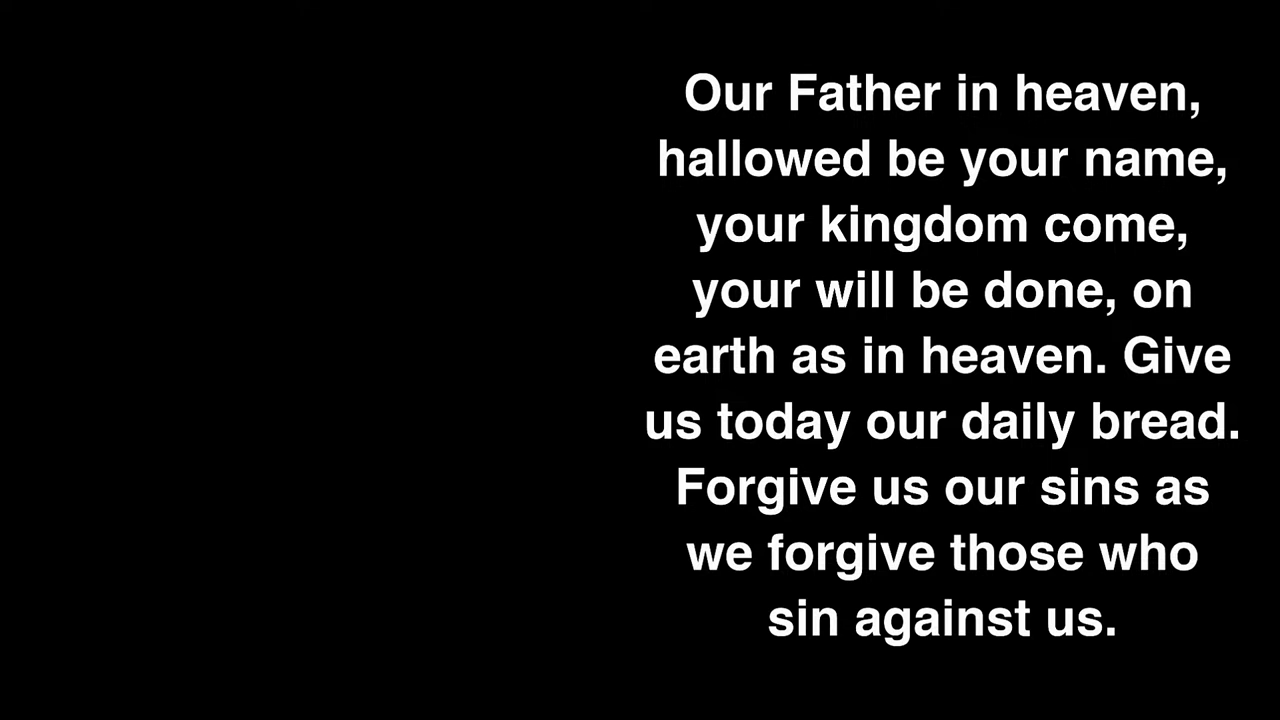 Our Father in heaven,
hallowed be your name,
your kingdom come,
your will be done, on
earth as in heaven. Give
us today our daily bread.
Forgive us our sins as
we forgive those who
sin against us.